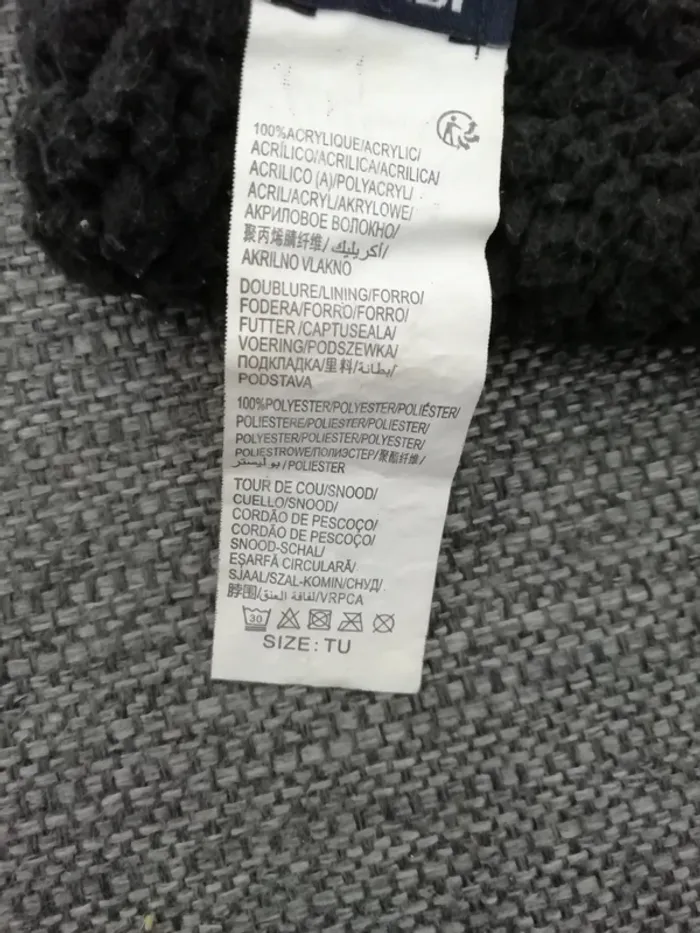 100%ACRYLIQUE/ACRYLIC/
ACRÍLICO/ACRILICA/ACRILICA/
ACRILICO (A)/POLYACRYL/
ACRIL/ACRYL/AKRYLOWE/
АКРИЛОВОЕ ВОЛОКНО/
聚丙烯腈纤维/أكريليك/
AKRILNO VLAKNO
DOUBLURE/LINING/FORRO/
FODERA/FORRO/FORRO/
FUTTER /CAPTUSEALA/
VOERING/PODSZEWKA/
ПОДКЛАДКА/里料/بطانة/
PODSTAVA
100%POLYESTER/POLYESTER/POLIÉSTER/
POLIESTERE/POLIESTER/POLIESTER/
POLYESTER/POLIESTER/POLYESTER/
POLIESTROWE/ПОЛИЭСТЕР/聚酯纤维/
بوليستر/POLIESTER
TOUR DE COU/SNOOD/
CUELLO/SNOOD/
CORDÃO DE PESCOÇO/
CORDÃO DE PESCOÇO/
SNOOD-SCHAL/
EŞARFĂ CIRCULARĂ/
SJAAL/SZAL-KOMIN/СНУД/
脖围/لفافة العنق/VRPCA
30
SIZE: TU